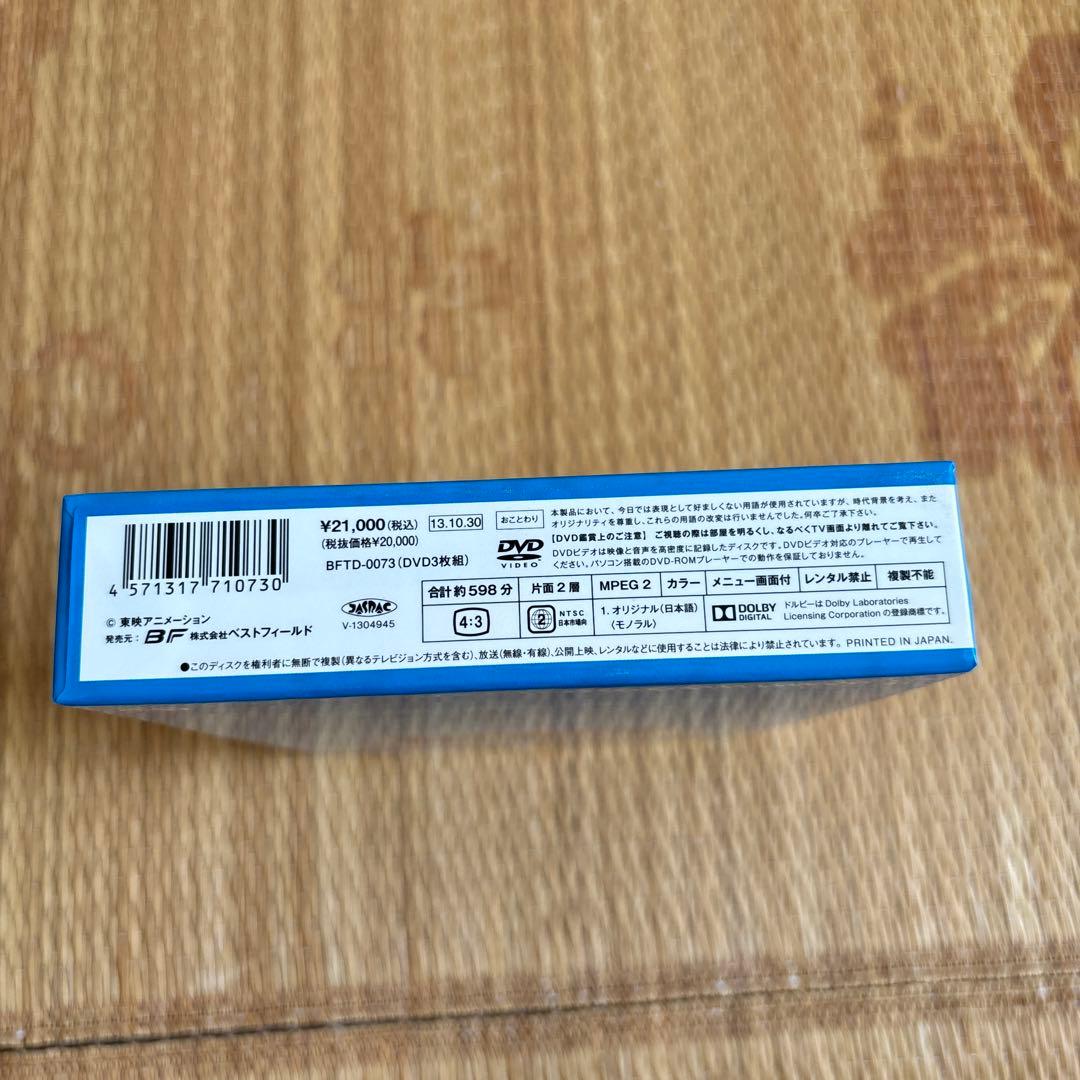 4 571317 710730
© 東映アニメーション
発売元: BF 株式会社ベストフィールド
¥21,000(税込) 13.10.30
(税抜価格¥20,000)
BFTD-0073(DVD3枚組)
JASRAC
V-1304945
おことわり
本製品において、今日では表現として好ましくない用語が使用されていますが、時代背景を考え、また
オリジナリティを尊重し、これらの用語の改変は行いませんでした。何卒ご了承下さい。
DVD
VIDEO
【DVD鑑賞上のご注意】 ご視聴の際は部屋を明るくし、なるべくTV画面より離れてご覧下さい。
DVDビデオは映像と音声を高密度に記録したディスクです。DVDビデオ対応のプレーヤーで再生して
ください。パソコン搭載のDVD-ROMプレーヤーでの動作を保証しておりません。
合計 約598分 片面2層 MPEG 2 カラー メニュー画面付 レンタル禁止 複製不能
4:3
2 NTSC
日本市場向
1. オリジナル(日本語)
(モノラル)
DOLBY
DIGITAL
ドルビーは Dolby Laboratories
Licensing Corporation の登録商標です。
●このディスクを権利者に無断で複製(異なるテレビジョン方式を含む)、放送(無線・有線)、公開上映、レンタルなどに使用することは法律により禁止されています。 PRINTED IN JAPAN.